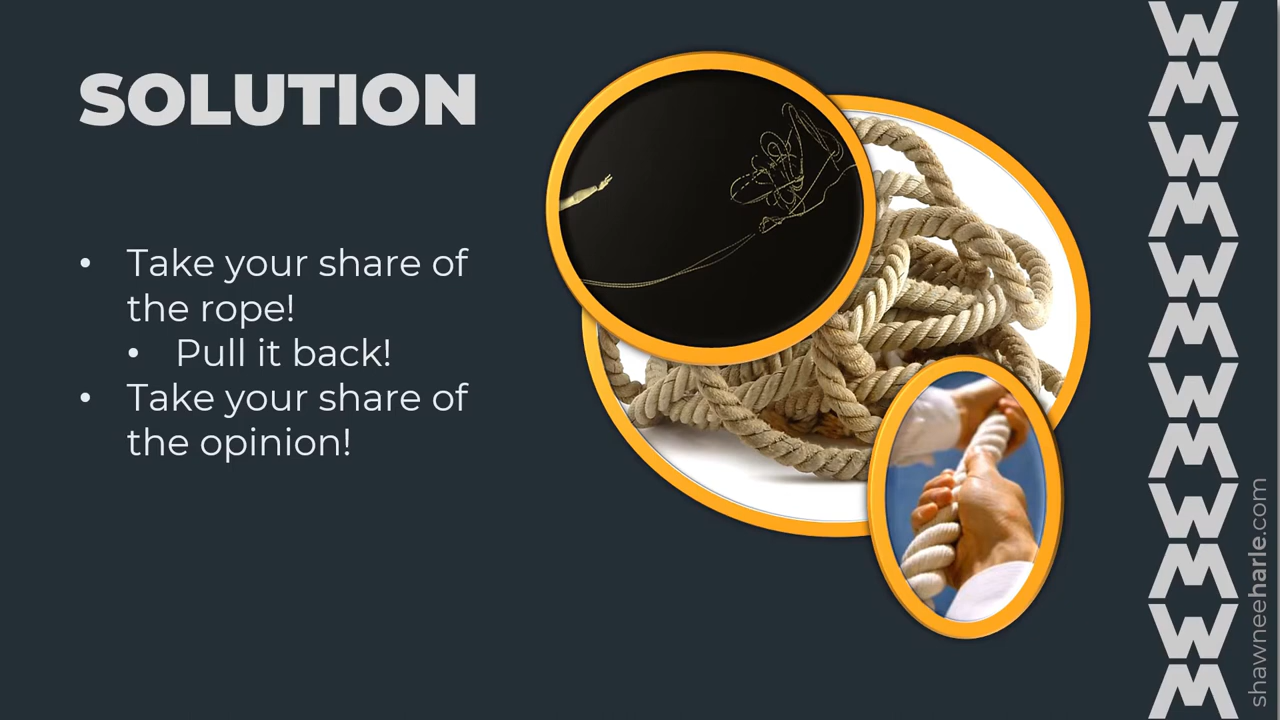 SOLUTION
• Take your share of
the rope!
• Pull it back!
• Take your share of
the opinion!
shawneeharle.com